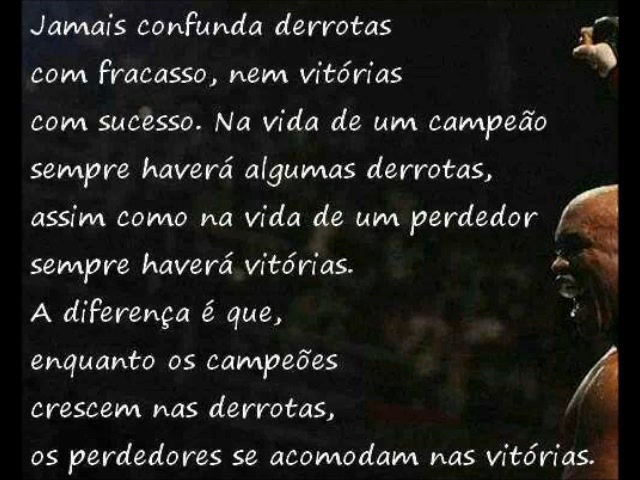 Jamais confunda derrotas
com fracasso, nem vitórias
com sucesso. Na vida de um campeão
sempre haverá algumas derrotas,
assim como na vida de um perdedor
sempre haverá vitórias.
A diferença é que,
enquanto os campeões
crescem nas derrotas,
os perdedores se acomodam nas vitórias.